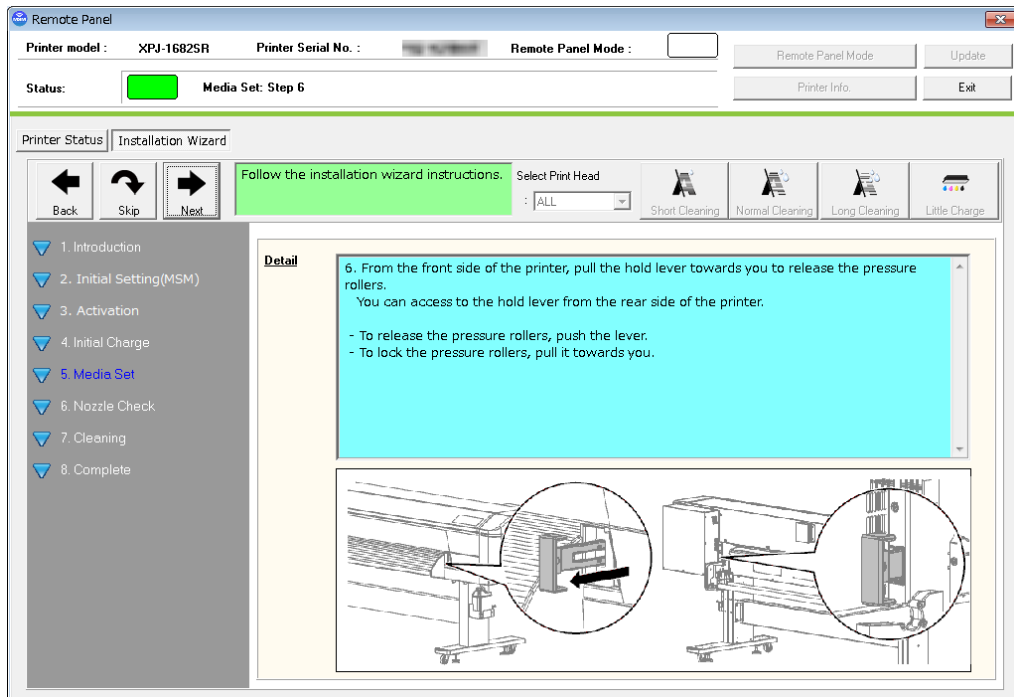 Remote Panel
Printer model : XPJ-1682SR Printer Serial No. : Remote Panel Mode :
Remote Panel Mode Update
Status: Media Set: Step 6
Printer Info. Exit
Printer Status Installation Wizard
Follow the installation wizard instructions.
Select Print Head
: ALL
Back Skip Next Short Cleaning Normal Cleaning Long Cleaning Little Charge
1. Introduction
2. Initial Setting(MSM)
3. Activation
4. Initial Charge
5. Media Set
6. Nozzle Check
7. Cleaning
8. Complete
Detail
6. From the front side of the printer, pull the hold lever towards you to release the pressure
rollers.
You can access to the hold lever from the rear side of the printer.
- To release the pressure rollers, push the lever.
- To lock the pressure rollers, pull it towards you.